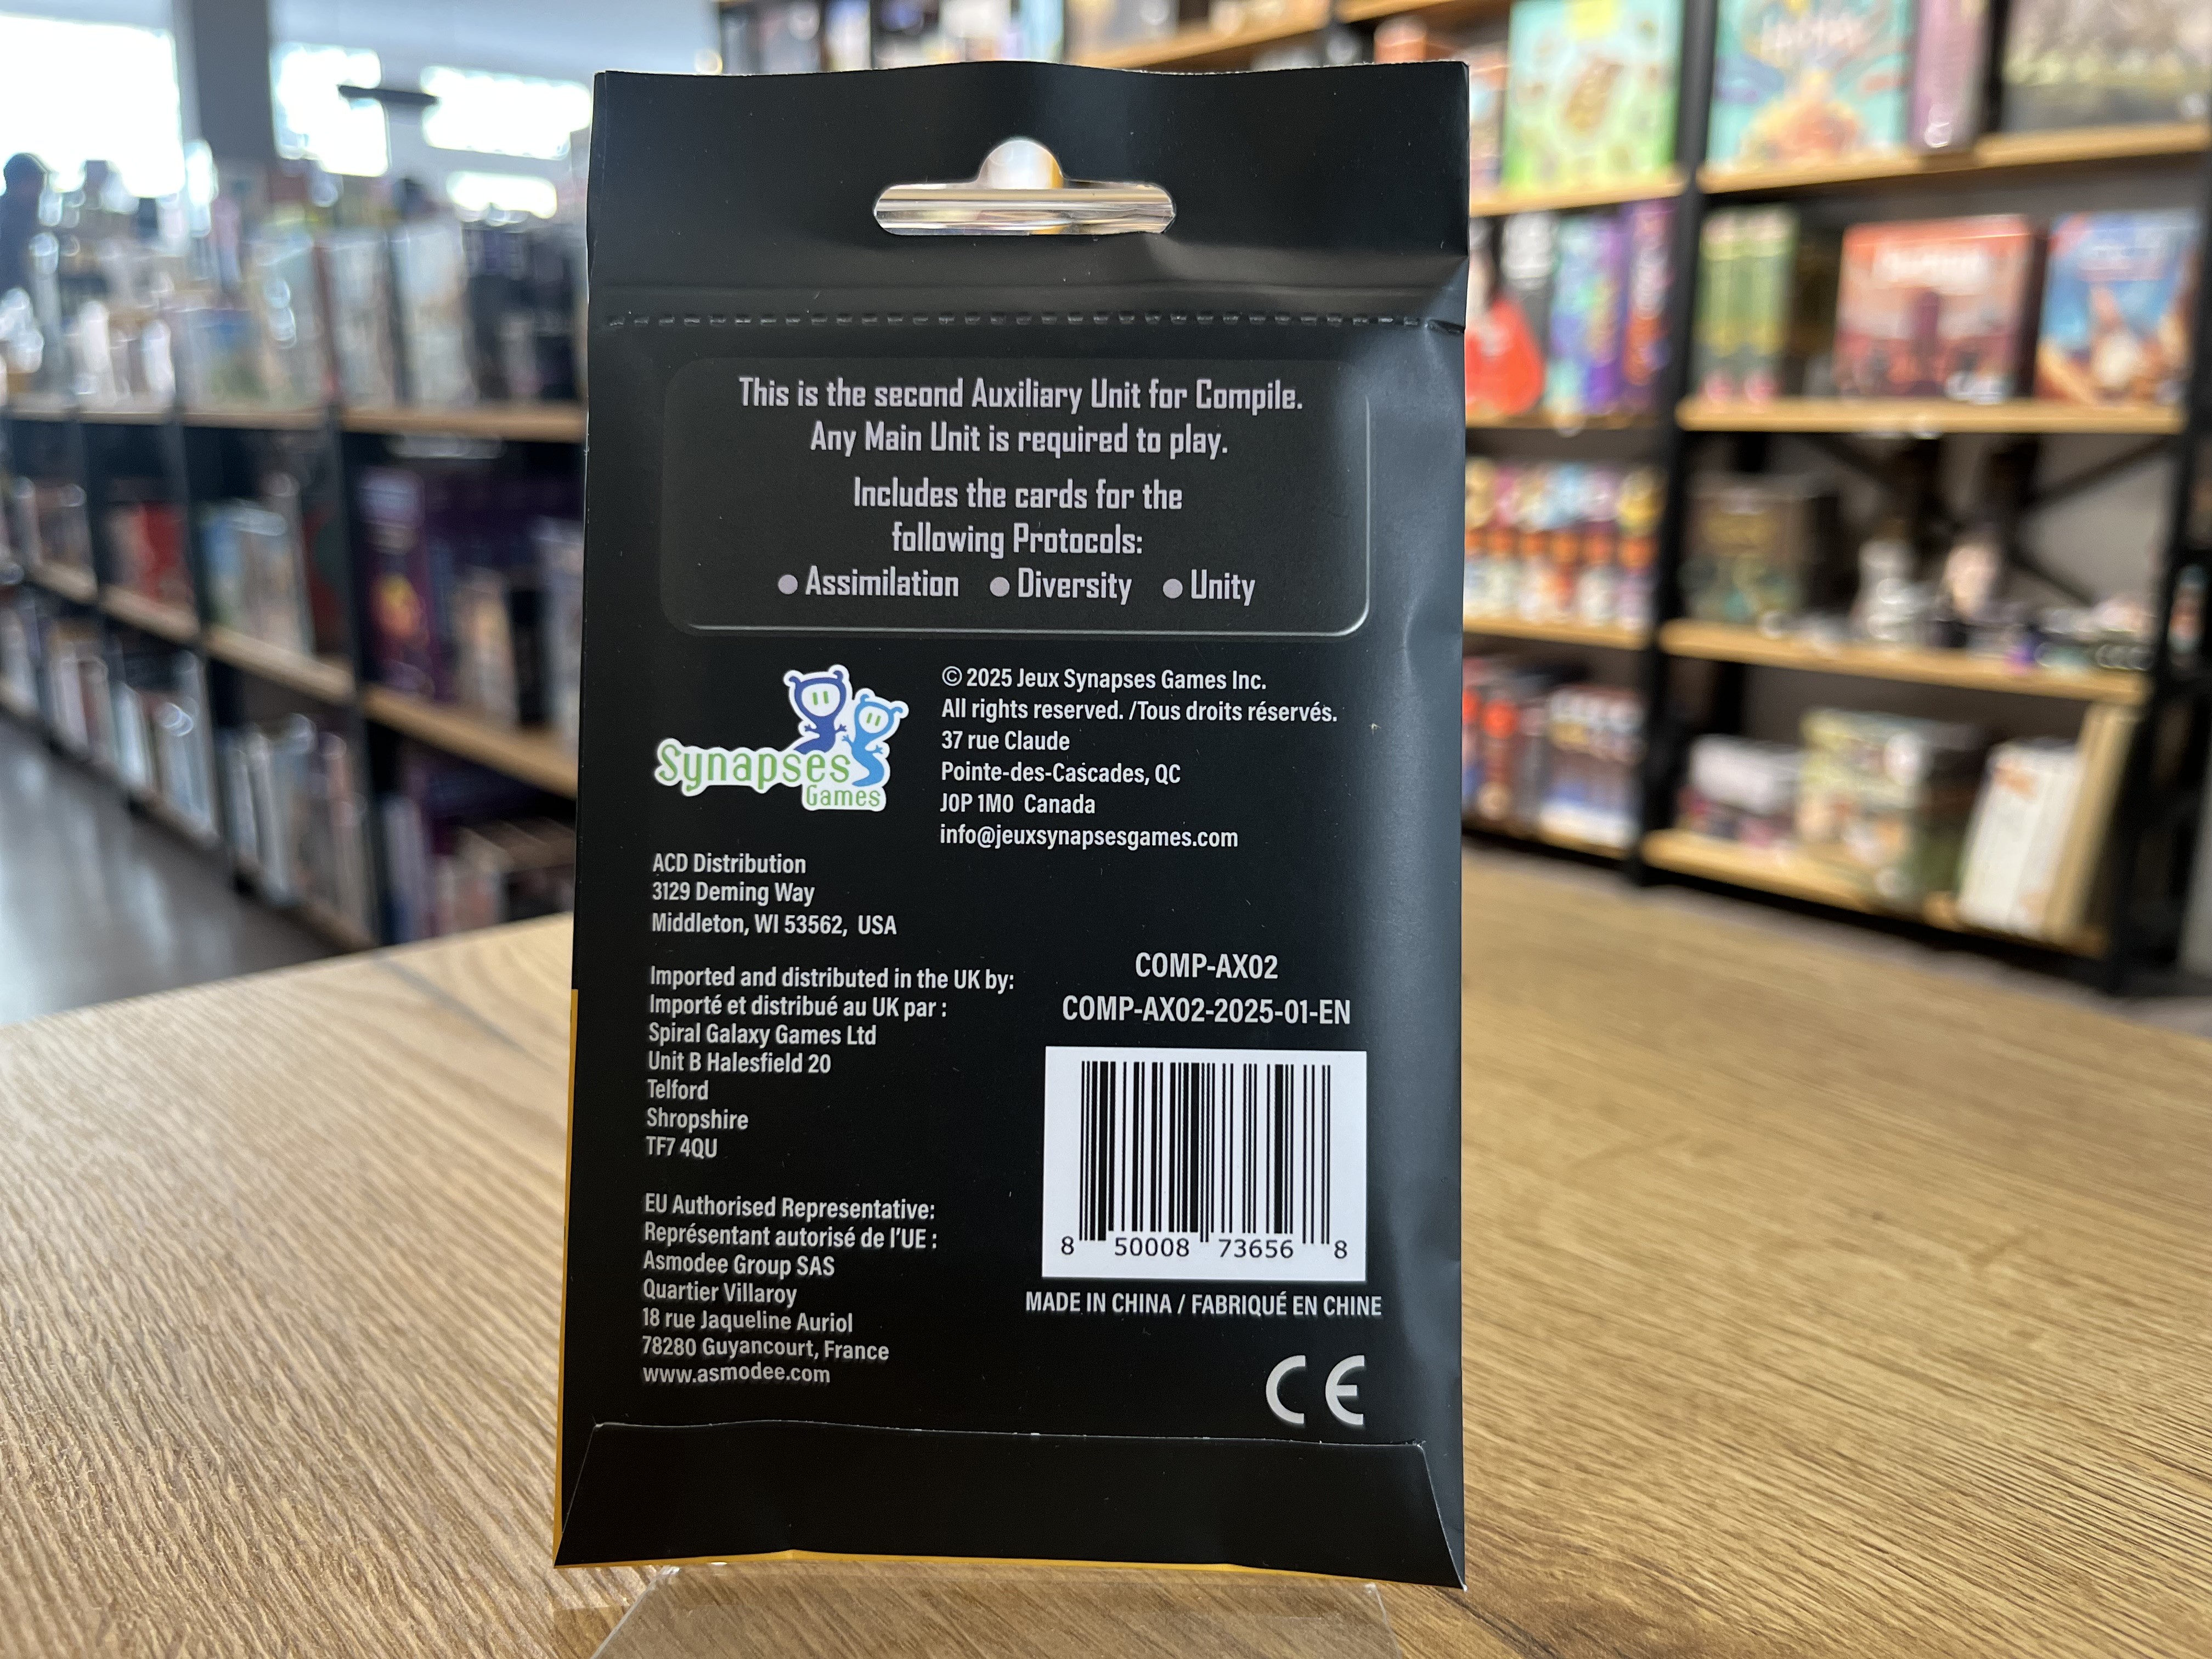 This is the second Auxiliary Unit for Compile.
Any Main Unit is required to play.
Includes the cards for the
following Protocols:
● Assimilation ● Diversity ● Unity
Synapses
Games
© 2025 Jeux Synapses Games Inc.
All rights reserved. /Tous droits réservés.
37 rue Claude
Pointe-des-Cascades, QC
J0P 1M0 Canada
info@jeuxsynapsesgames.com
ACD Distribution
3129 Deming Way
Middleton, WI 53562, USA
Imported and distributed in the UK by:
Importé et distribué au UK par :
Spiral Galaxy Games Ltd
Unit B Halesfield 20
Telford
Shropshire
TF7 4QU
EU Authorised Representative:
Représentant autorisé de l'UE :
Asmodee Group SAS
Quartier Villaroy
18 rue Jaqueline Auriol
78280 Guyancourt, France
www.asmodee.com
COMP-AX02
COMP-AX02-2025-01-EN
8 50008 73656 8
MADE IN CHINA / FABRIQUÉ EN CHINE
CE